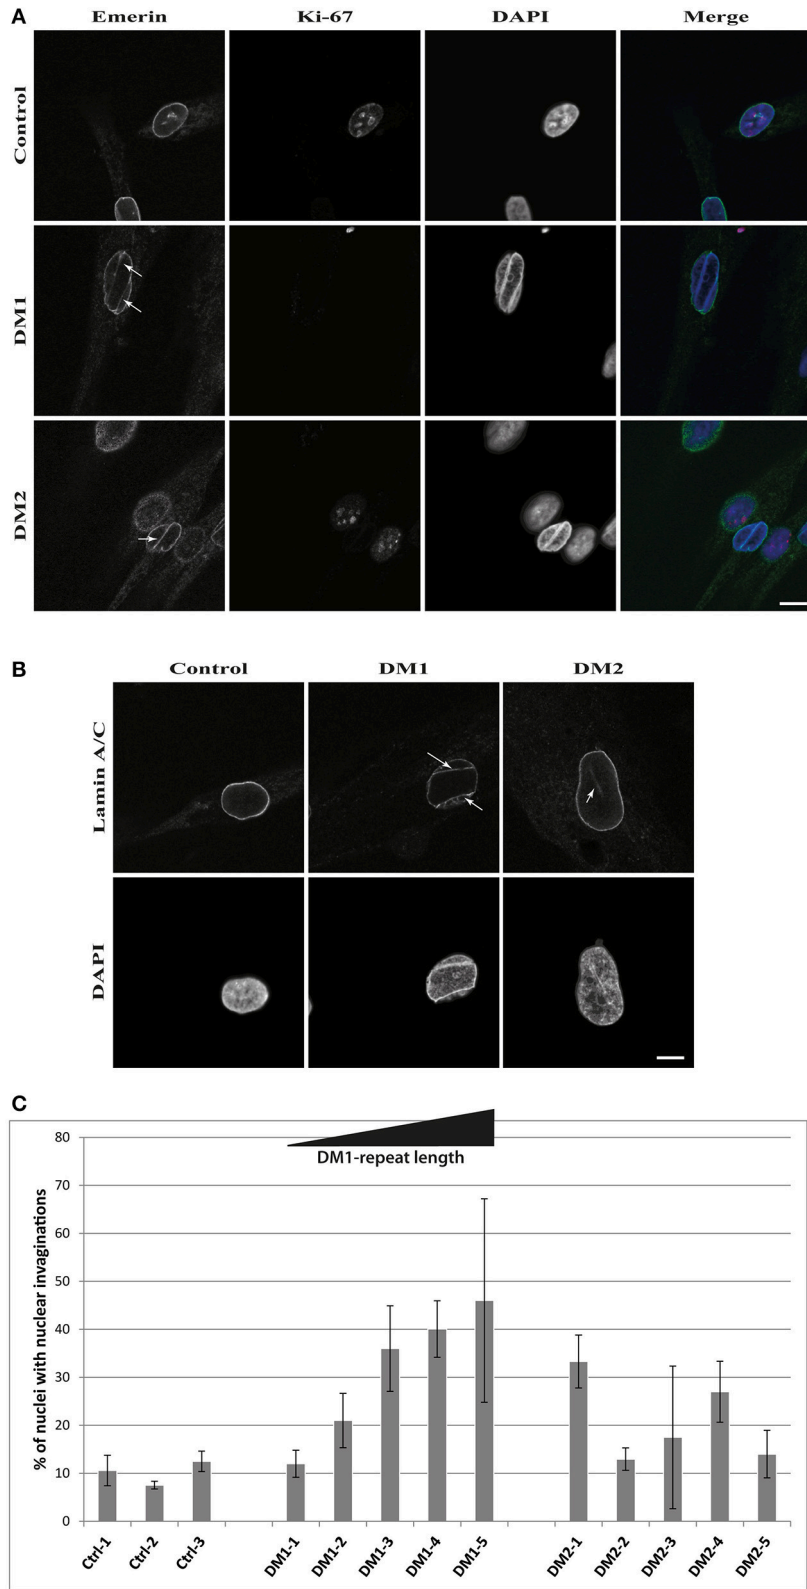 A
Emerin Ki-67 DAPI Merge
Control
DM1
DM2
B
Control DM1 DM2
Lamin A/C
DAPI
C
DM1-repeat length
% of nuclei with nuclear invaginations
80
70
60
50
40
30
20
10
0
Ctrl-1 Ctrl-2 Ctrl-3 DM1-1 DM1-2 DM1-3 DM1-4 DM1-5 DM2-1 DM2-2 DM2-3 DM2-4 DM2-5